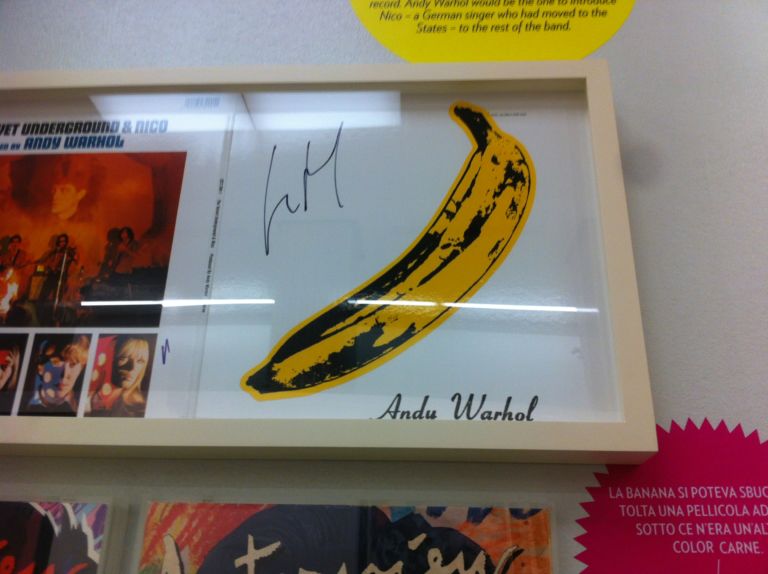 record. Andy Warhol would be the one to introduce
Nico – a German singer who had moved to the
States – to the rest of the band.
VET UNDERGROUND & NICO
ED BY ANDY WARHOL
Andy Warhol
LA BANANA SI POTEVA SBUC
TOLTA UNA PELLICOLA AD
SOTTO CE N'ERA UN'AL
COLOR CARNE.